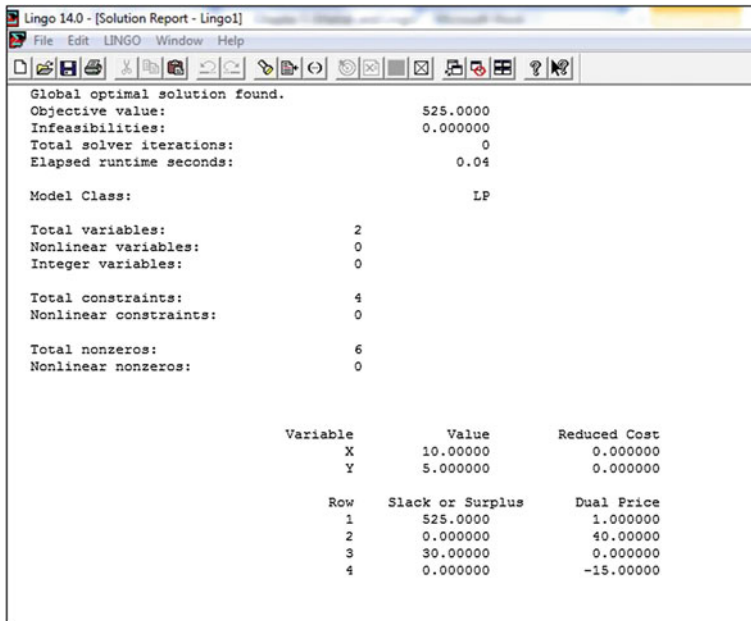 Lingo 14.0 - [Solution Report - Lingo1]
File Edit LINGO Window Help
Global optimal solution found.
Objective value: 525.0000
Infeasibilities: 0.000000
Total solver iterations: 0
Elapsed runtime seconds: 0.04
Model Class: LP
Total variables: 2
Nonlinear variables: 0
Integer variables: 0
Total constraints: 4
Nonlinear constraints: 0
Total nonzeros: 6
Nonlinear nonzeros: 0
Variable Value Reduced Cost
X 10.00000 0.000000
Y 5.000000 0.000000
Row Slack or Surplus Dual Price
1 525.0000 1.000000
2 0.000000 40.00000
3 30.00000 0.000000
4 0.000000 -15.00000